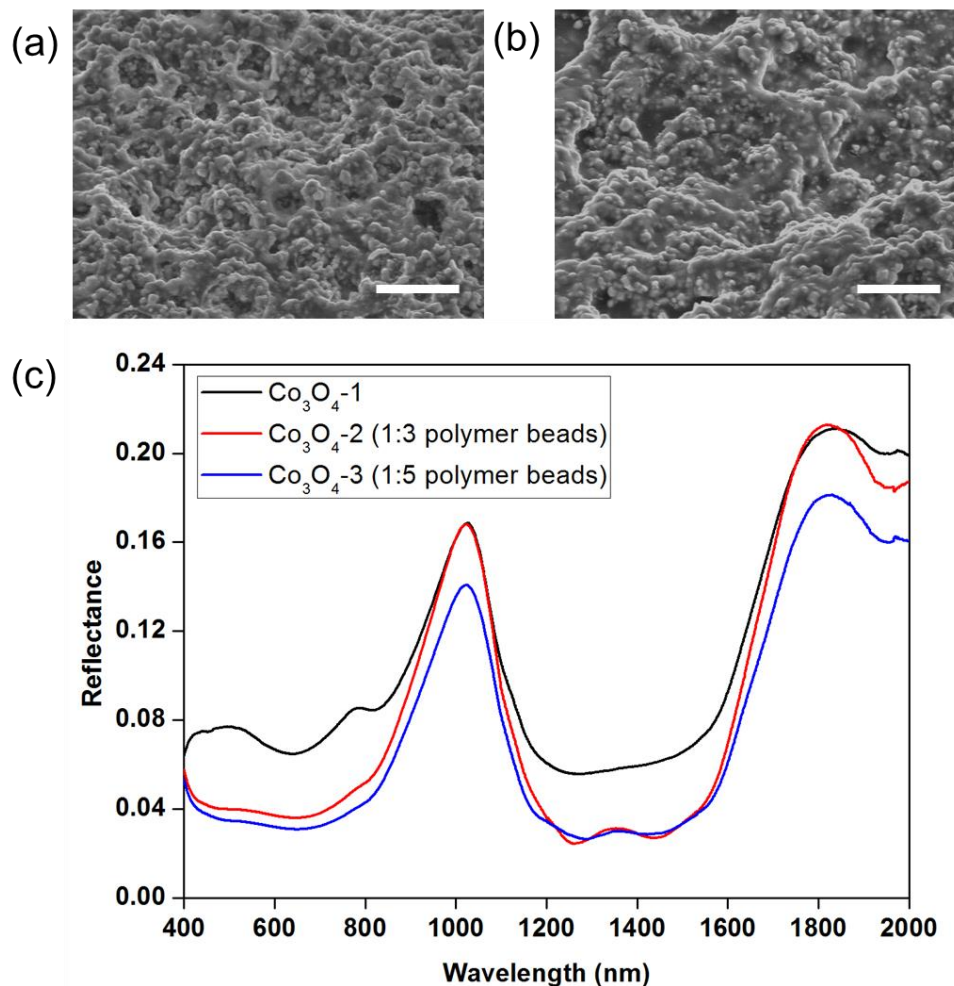 (a)
(b)
(c)
0.24
0.20
0.16
0.12
0.08
0.04
0.00
Reflectance
Co₃O₄-1
Co₃O₄-2 (1:3 polymer beads)
Co₃O₄-3 (1:5 polymer beads)
400 600 800 1000 1200 1400 1600 1800 2000
Wavelength (nm)